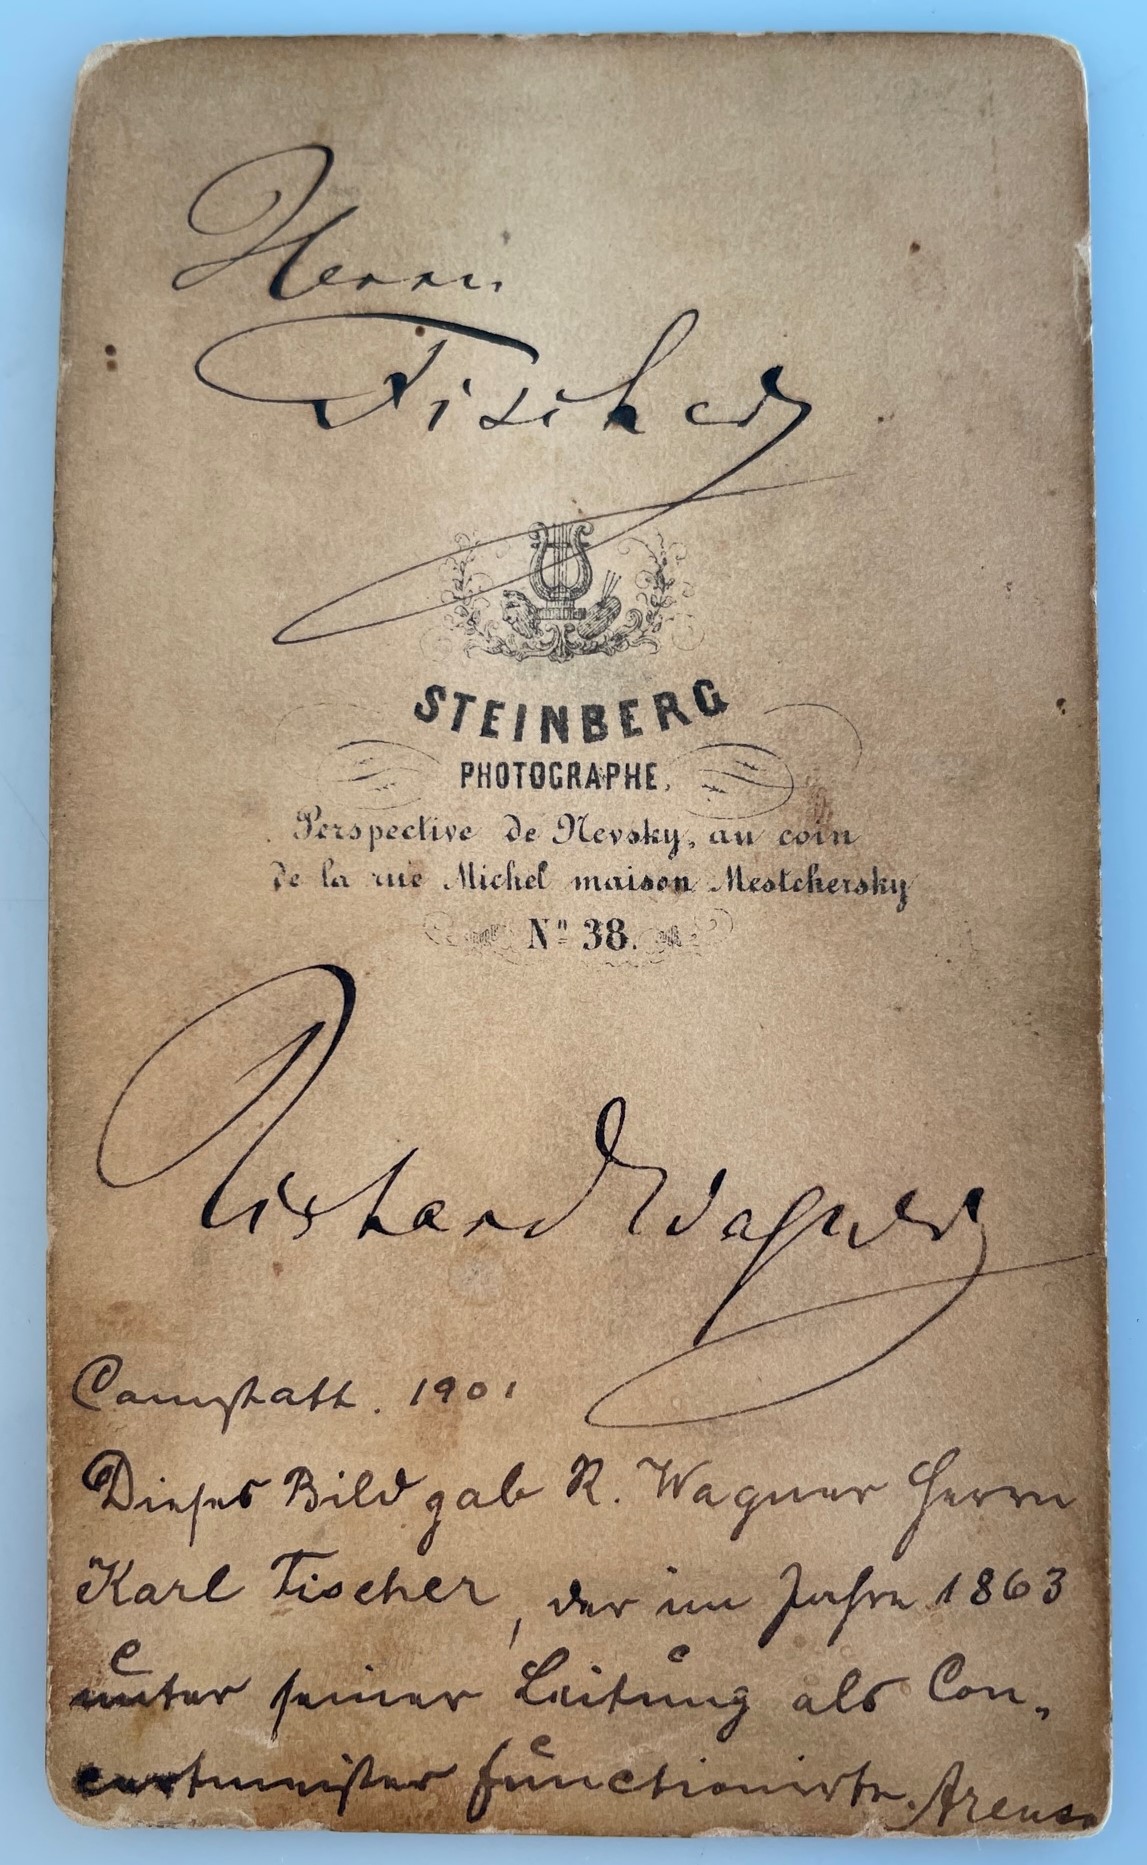 Herrn
Fischer
STEINBERG
PHOTOGRAPHE,
Perspective de Nevsky, au coin
de la rue Michel maison Mestchersky
Nº 38.
Richard Wagner
Cannstatt. 1901
Dieses Bild gab R. Wagner Herrn
Karl Fischer, der im Jahre 1863
unter seiner Leitung als Con-
certmeister functionirte.